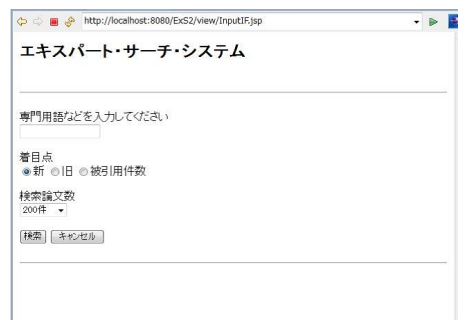 http://localhost:8080/ExS2/view/InputIF.jsp
エキスパート・サーチ・システム
専門用語などを入力してください
着目点
新 旧 被引用件数
検索論文数
200件
検索 キャンセル